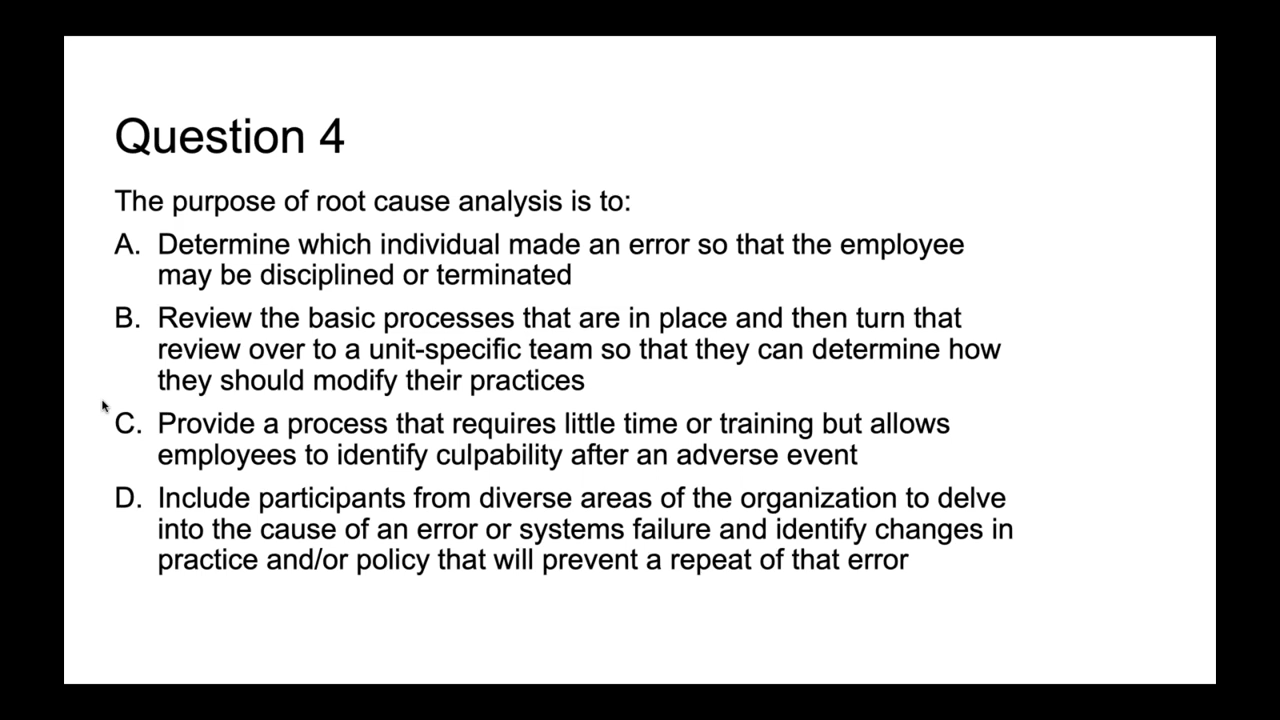 Question 4
The purpose of root cause analysis is to:
A. Determine which individual made an error so that the employee
may be disciplined or terminated
B. Review the basic processes that are in place and then turn that
review over to a unit-specific team so that they can determine how
they should modify their practices
C. Provide a process that requires little time or training but allows
employees to identify culpability after an adverse event
D. Include participants from diverse areas of the organization to delve
into the cause of an error or systems failure and identify changes in
practice and/or policy that will prevent a repeat of that error